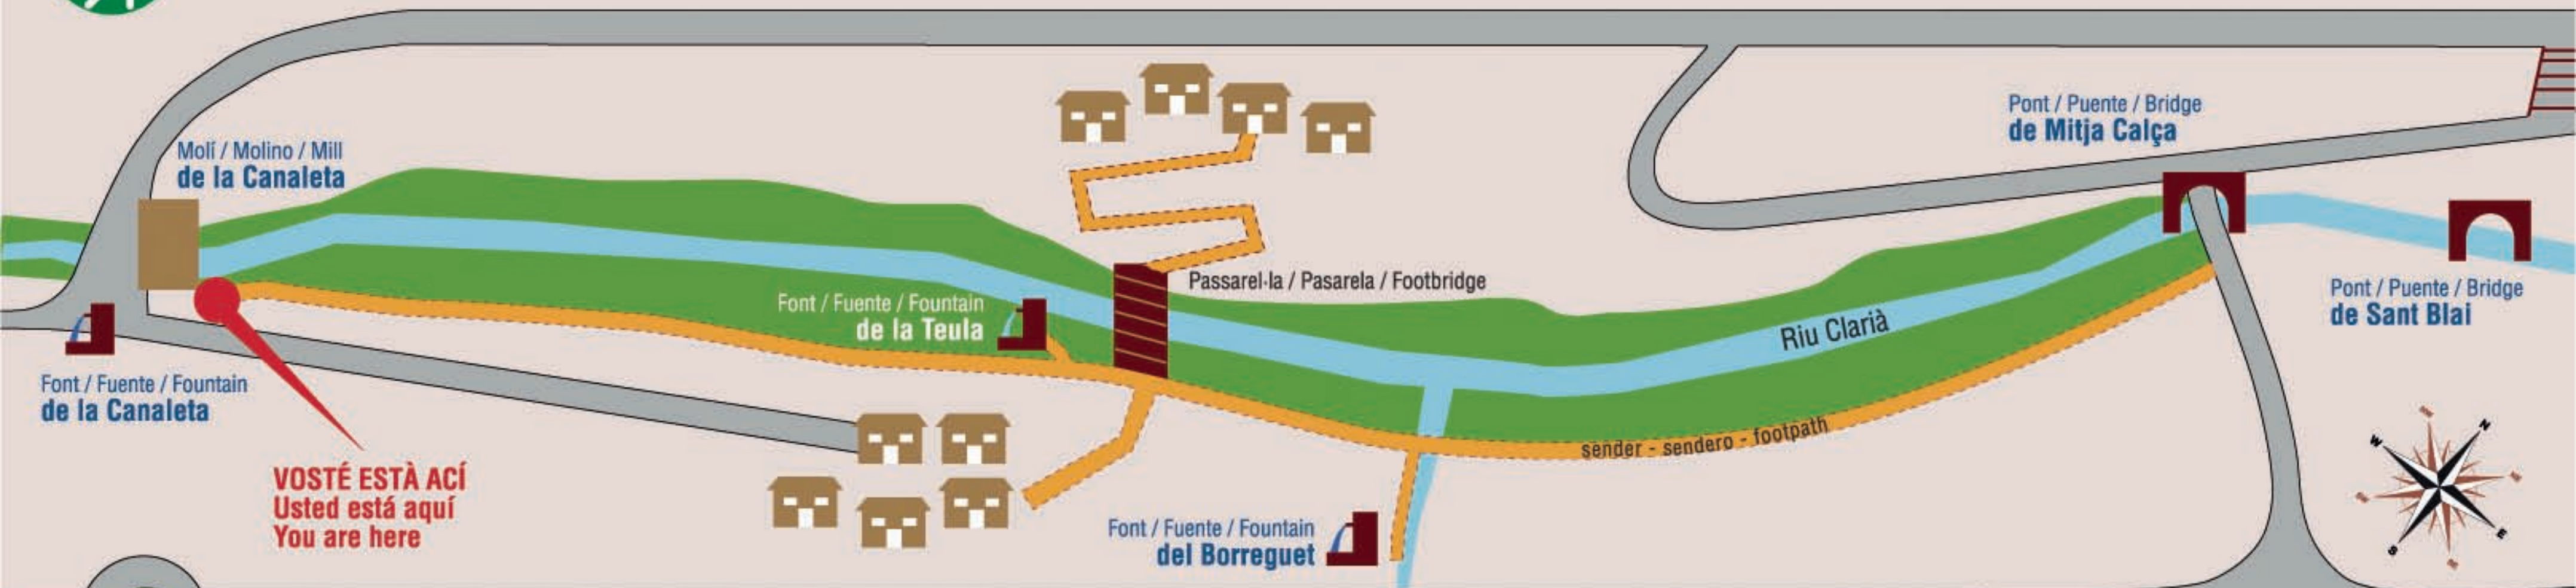 Pont / Puente / Bridge
de Mitja Calça
Molí / Molino / Mill
de la Canaleta
Passarel·la / Pasarela / Footbridge
Font / Fuente / Fountain
de la Teula
Pont / Puente / Bridge
de Sant Blai
Riu Clarià
Font / Fuente / Fountain
de la Canaleta
sender - sendero - footpath
VOSTÉ ESTÀ ACÍ
Usted está aquí
You are here
Font / Fuente / Fountain
del Borreguet
N
W
E
S